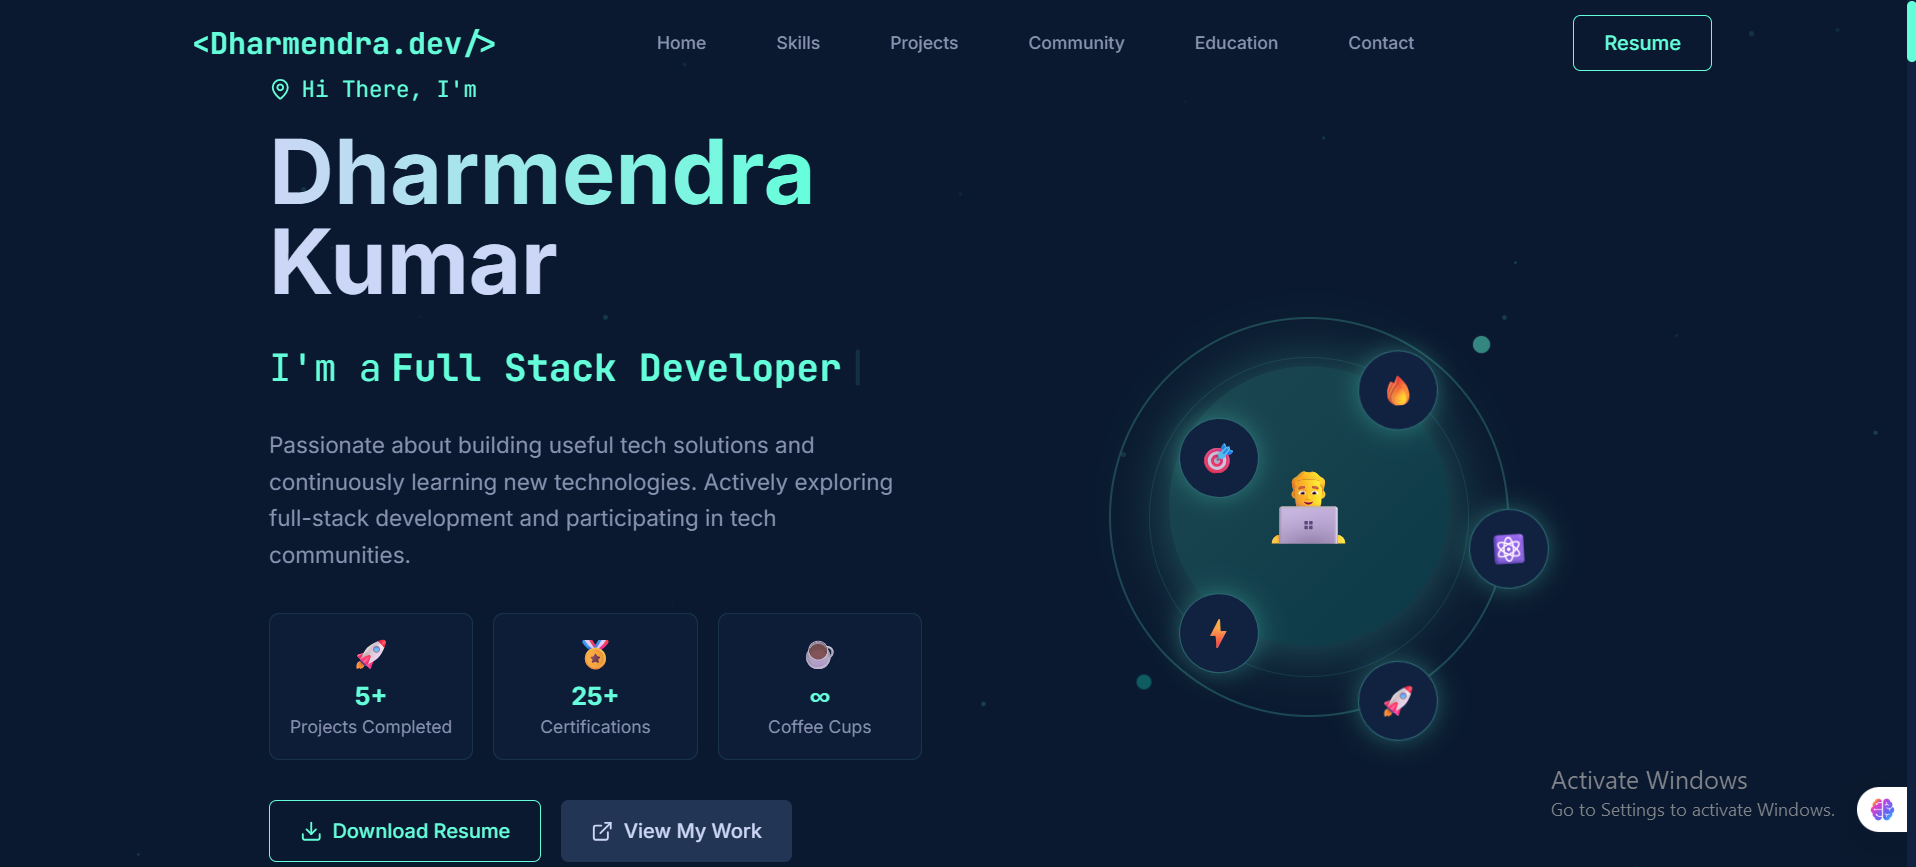 <Dharmendra.dev/>
Home
Skills
Projects
Community
Education
Contact
Resume
Hi There, I'm
Dharmendra
Kumar
I'm a Full Stack Developer
Passionate about building useful tech solutions and
continuously learning new technologies. Actively exploring
full-stack development and participating in tech
communities.
5+
Projects Completed
25+
Certifications
∞
Coffee Cups
Download Resume
View My Work
Activate Windows
Go to Settings to activate Windows.